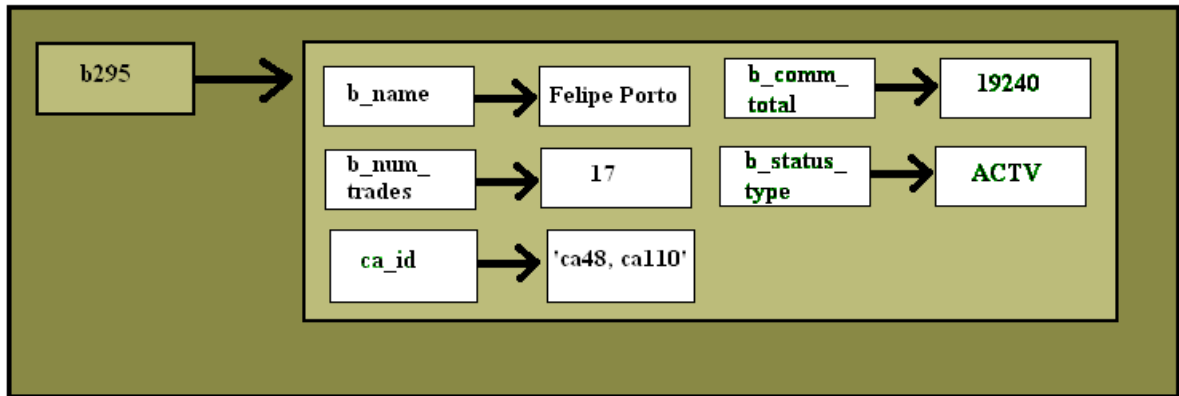 b295
b_name
Felipe Porto
b_comm_
total
19240
b_num_
trades
17
b_status_
type
ACTV
ca_id
'ca48, ca110'